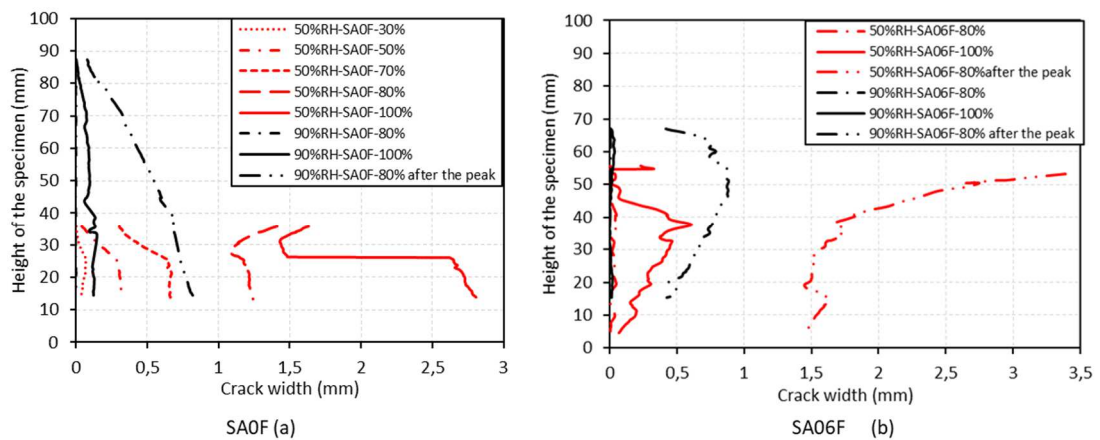 100
90
80
70
60
50
40
30
20
10
0
Height of the specimen (mm)
50%RH-SA0F-30%
50%RH-SA0F-50%
50%RH-SA0F-70%
50%RH-SA0F-80%
50%RH-SA0F-100%
90%RH-SA0F-80%
90%RH-SA0F-100%
90%RH-SA0F-80% after the peak
0 0,5 1 1,5 2 2,5 3
Crack width (mm)
SA0F (a)
100
90
80
70
60
50
40
30
20
10
0
Height of the specimen (mm)
50%RH-SA06F-80%
50%RH-SA06F-100%
50%RH-SA06F-80%after the peak
90%RH-SA06F-80%
90%RH-SA06F-100%
90%RH-SA06F-80% after the peak
0 0,5 1 1,5 2 2,5 3 3,5
Crack width (mm)
SA06F (b)